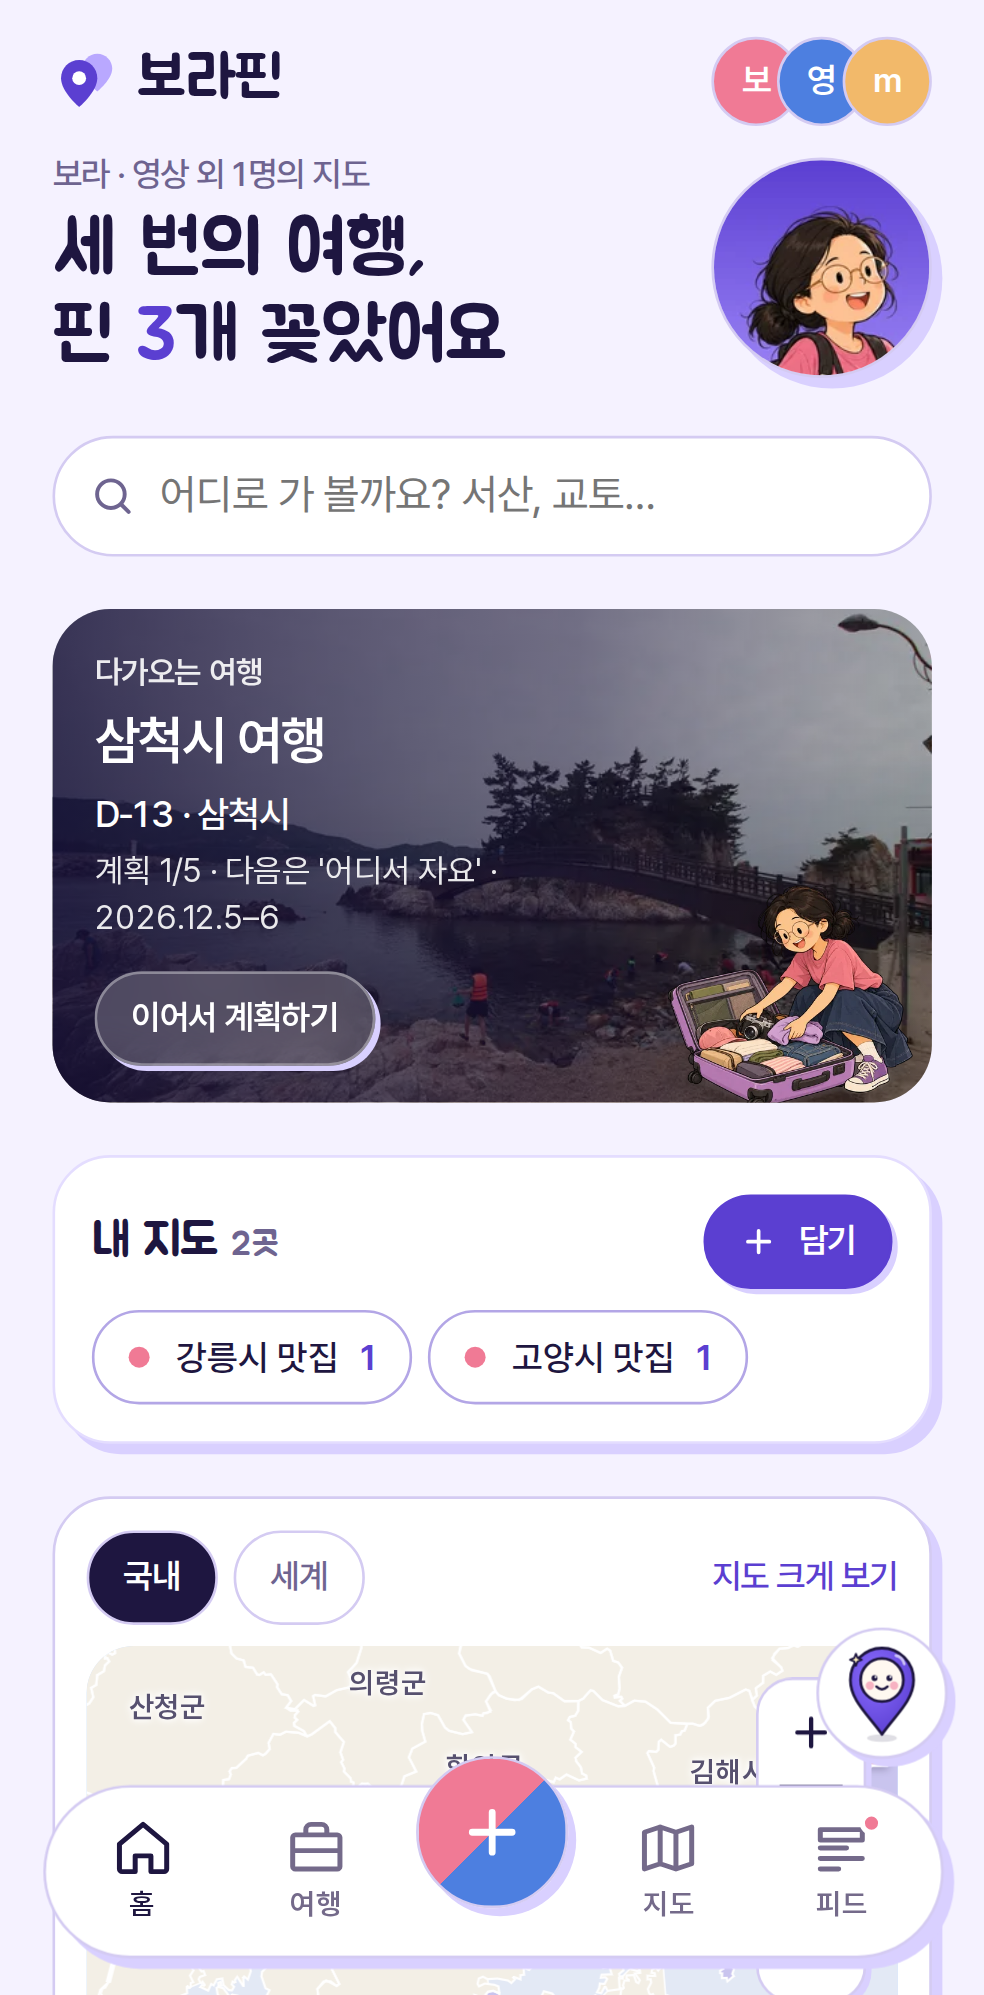 보라핀
보 영 m
보라 · 영상 외 1명의 지도
세 번의 여행,
핀 3개 꽂았어요
어디로 가 볼까요? 서산, 교토...
다가오는 여행
삼척시 여행
D-13 · 삼척시
계획 1/5 · 다음은 '어디서 자요' ·
2026.12.5–6
이어서 계획하기
내 지도 2곳
+ 담기
강릉시 맛집 1
고양시 맛집 1
국내
세계
지도 크게 보기
의령군
산청군
+
홈
여행
지도
피드